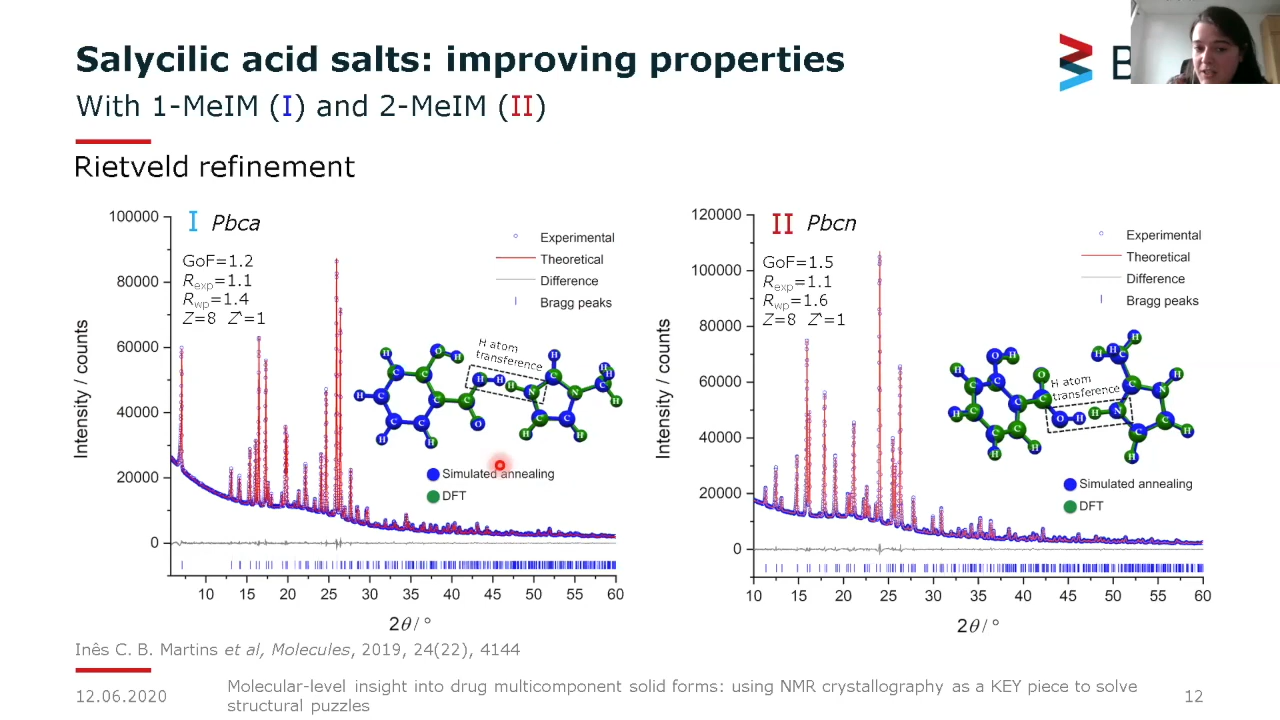 Salycilic acid salts: improving properties
With 1-MeIM (I) and 2-MeIM (II)
B
Rietveld refinement
I Pbca
GoF=1.2
Rexp=1.1
Rwp=1.4
Z=8 Z'=1
Experimental
Theoretical
Difference
Bragg peaks
100000
80000
60000
40000
20000
0
Intensity / counts
H atom
transference
H
O
H
H
C
C
O
H
H
C
H
H
C
C
H
N
N
C
C
C
C
O
C
C
H
H
H
H
H
Simulated annealing
DFT
10 15 20 25 30 35 40 45 50 55 60
2θ / °
II Pbcn
GoF=1.5
Rexp=1.1
Rwp=1.6
Z=8 Z'=1
Experimental
Theoretical
Difference
Bragg peaks
120000
100000
80000
60000
40000
20000
0
Intensity / counts
H atom
transference
H
O
H
H
H
C
H
C
C
O
C
N
H
C
C
C
O
H
H
N
C
H
C
H
C
H
H
H
Simulated annealing
DFT
10 15 20 25 30 35 40 45 50 55 60
2θ / °
Inês C. B. Martins et al, Molecules, 2019, 24(22), 4144
12.06.2020
Molecular-level insight into drug multicomponent solid forms: using NMR crystallography as a KEY piece to solve
structural puzzles
12